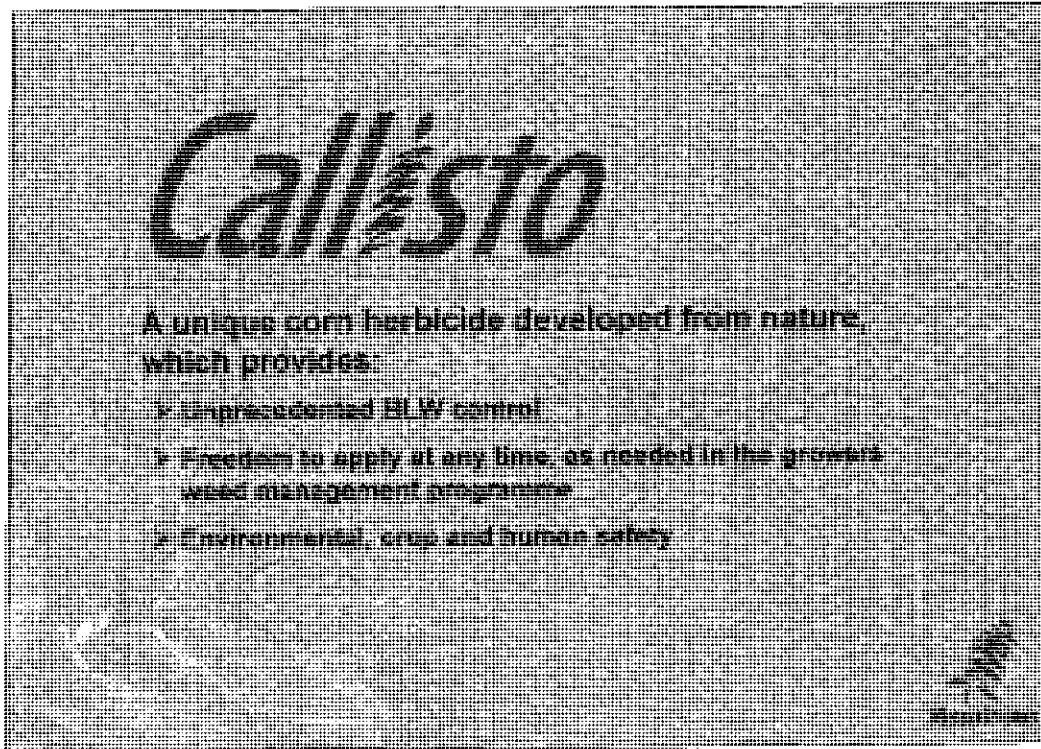 Callisto
A unique corn herbicide developed from nature,
which provides:
➢ Unprecedented BLW control
➢ Freedom to apply at any time, as needed in the growers
weed management programme
➢ Environmental, crop and human safety